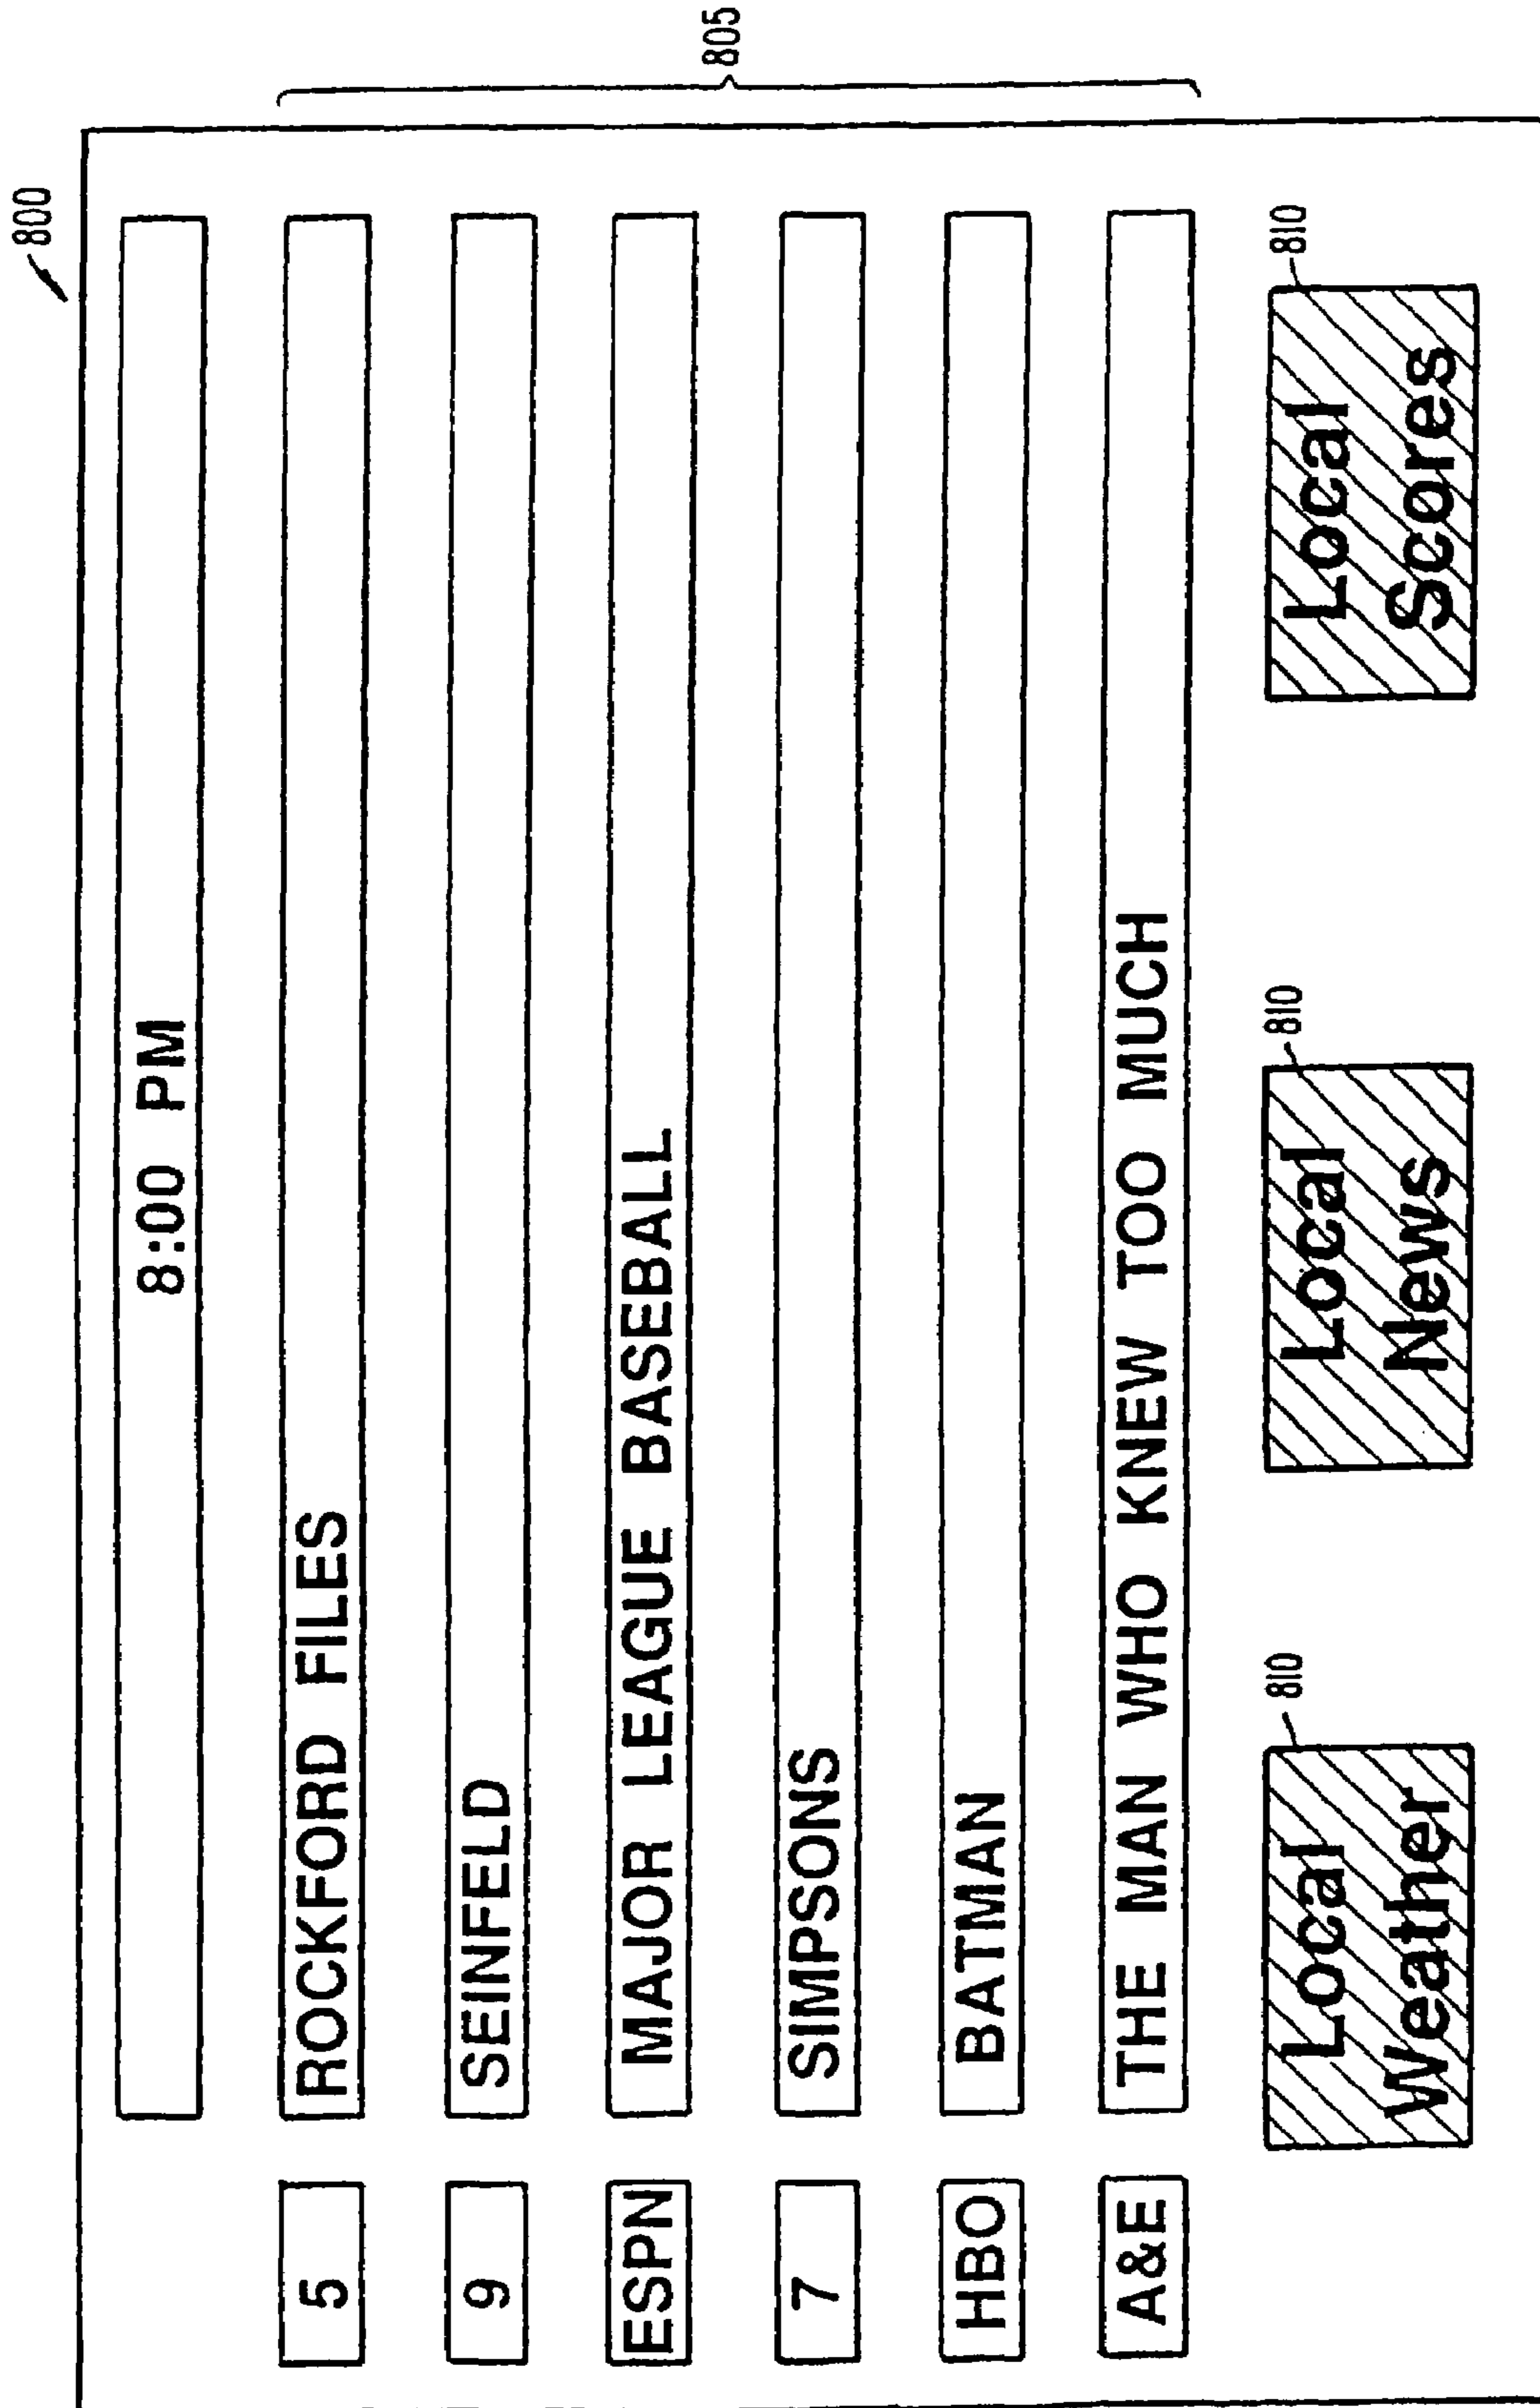 800
8:00 PM
5 ROCKFORD FILES
9 SEINFELD
ESPN MAJOR LEAGUE BASEBALL
7 SIMPSONS
HBO BATMAN
A&E THE MAN WHO KNEW TOO MUCH
805
810 810 810
Local Local Local
Weather News Scores